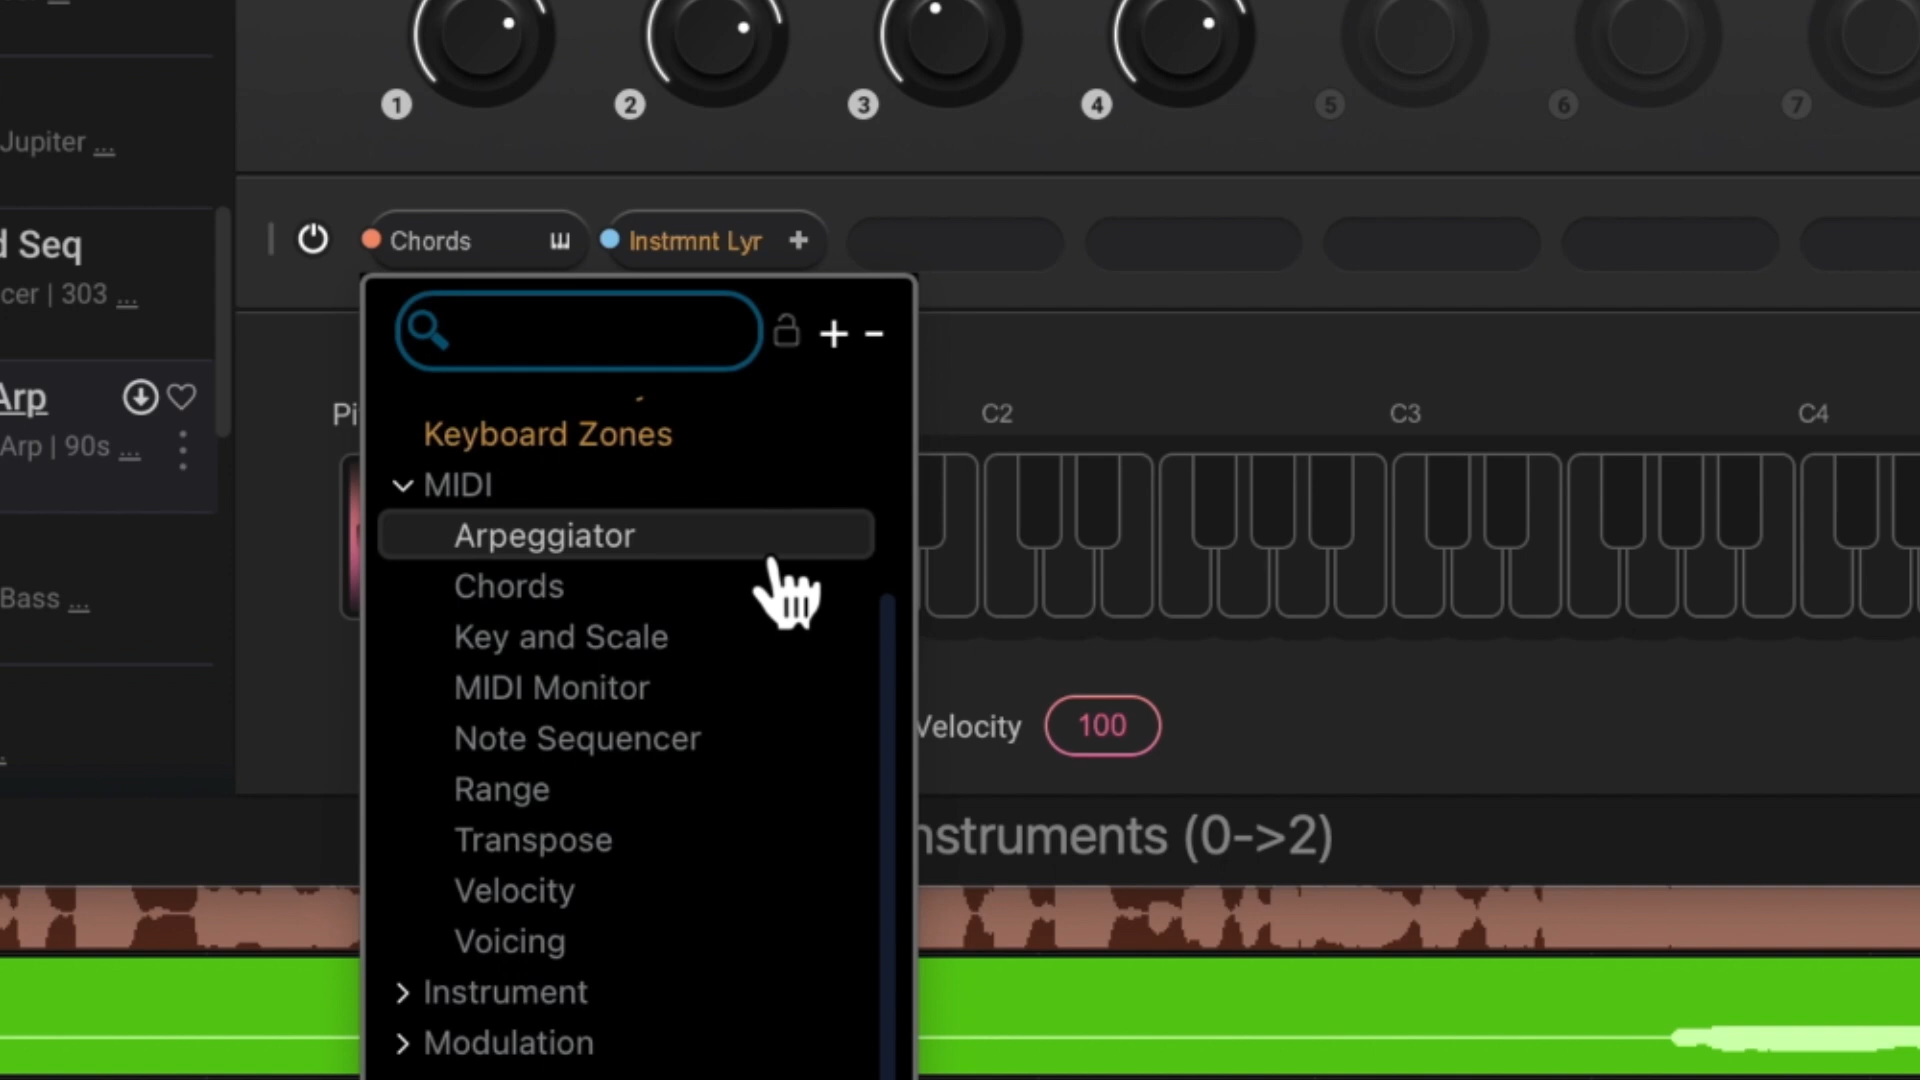 1
2
3
4
5
6
7
Jupiter ...
d Seq
cer | 303 ...
Arp
Arp | 90s ...
Bass ...
Chords
Instrmnt Lyr
Keyboard Zones
MIDI
Arpeggiator
Chords
Key and Scale
MIDI Monitor
Note Sequencer
Range
Transpose
Velocity
Voicing
Instrument
Modulation
Pi
C2
C3
C4
Velocity
100
nstruments (0->2)